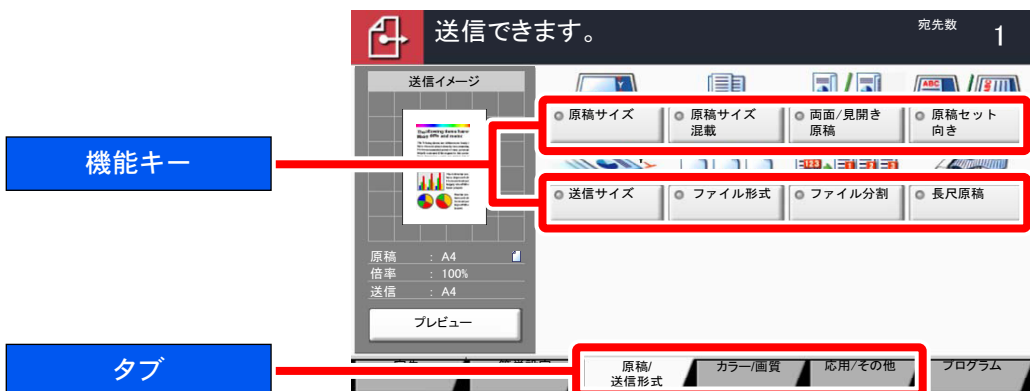 送信できます。
宛先数
1
送信イメージ
ABC
原稿サイズ
原稿サイズ
混載
両面/見開き
原稿
原稿セット
向き
機能キー
123
送信サイズ
ファイル形式
ファイル分割
長尺原稿
原稿 : A4
倍率 : 100%
送信 : A4
プレビュー
タブ
原稿/
送信形式
カラー/画質
応用/その他
プログラム